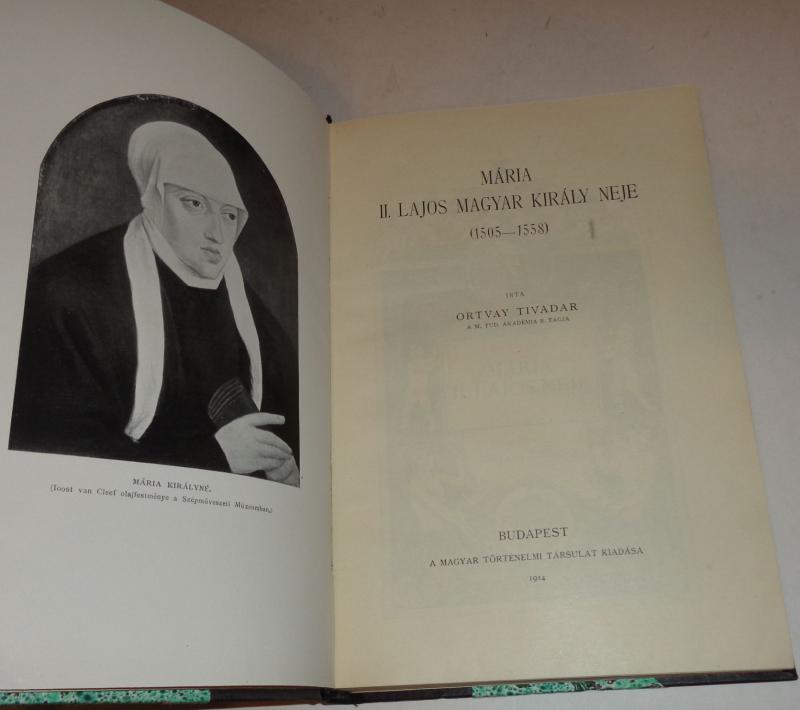 MÁRIA KIRÁLYNÉ.
(Joost van Cleef olajfestménye a Szépművészeti Múzeumban.)
MÁRIA
II. LAJOS MAGYAR KIRÁLY NEJE
(1505—1558)
IRTA
ORTVAY TIVADAR
A M. TUD. AKADÉMIA R. TAGJA
BUDAPEST
A MAGYAR TÖRTÉNELMI TÁRSULAT KIADÁSA
1914